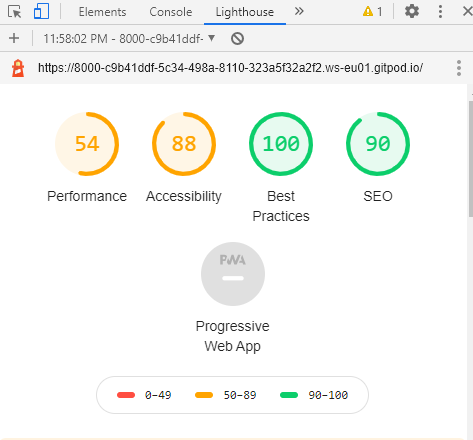 Elements Console Lighthouse » 1
+ 11:58:02 PM - 8000-c9b41ddf-
https://8000-c9b41ddf-5c34-498a-8110-323a5f32a2f2.ws-eu01.gitpod.io/
54 88 100 90
Performance Accessibility Best SEO
Practices
PWA
Progressive
Web App
0–49 50–89 90–100